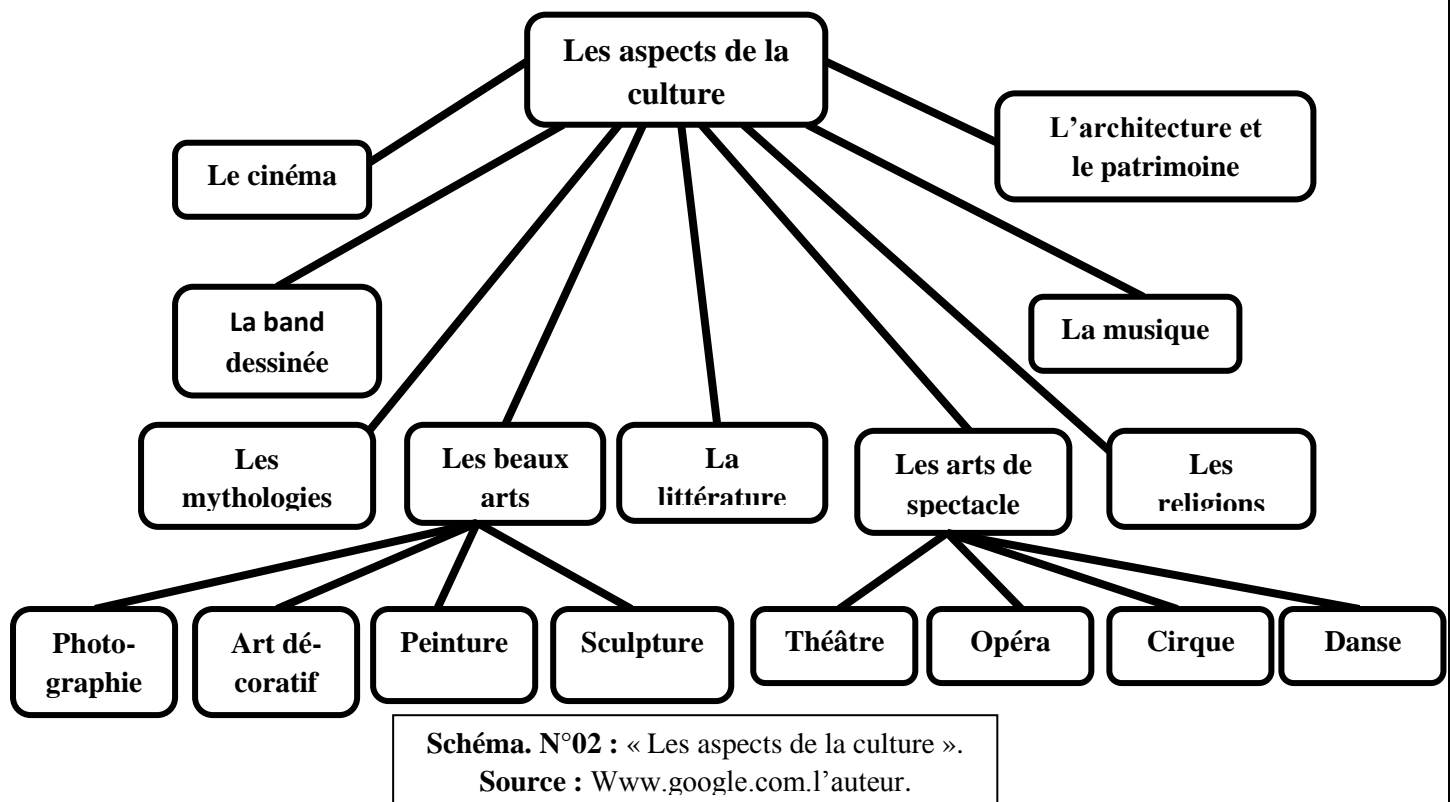 Les aspects de la
culture
L’architecture et
le patrimoine
Le cinéma
La band
dessinée
La musique
Les
mythologies
Les beaux
arts
La
littérature
Les arts de
spectacle
Les
religions
Photo-
graphie
Art dé-
coratif
Peinture
Sculpture
Théâtre
Opéra
Cirque
Danse
Schéma. N°02 : « Les aspects de la culture ».
Source : Www.google.com.l’auteur.